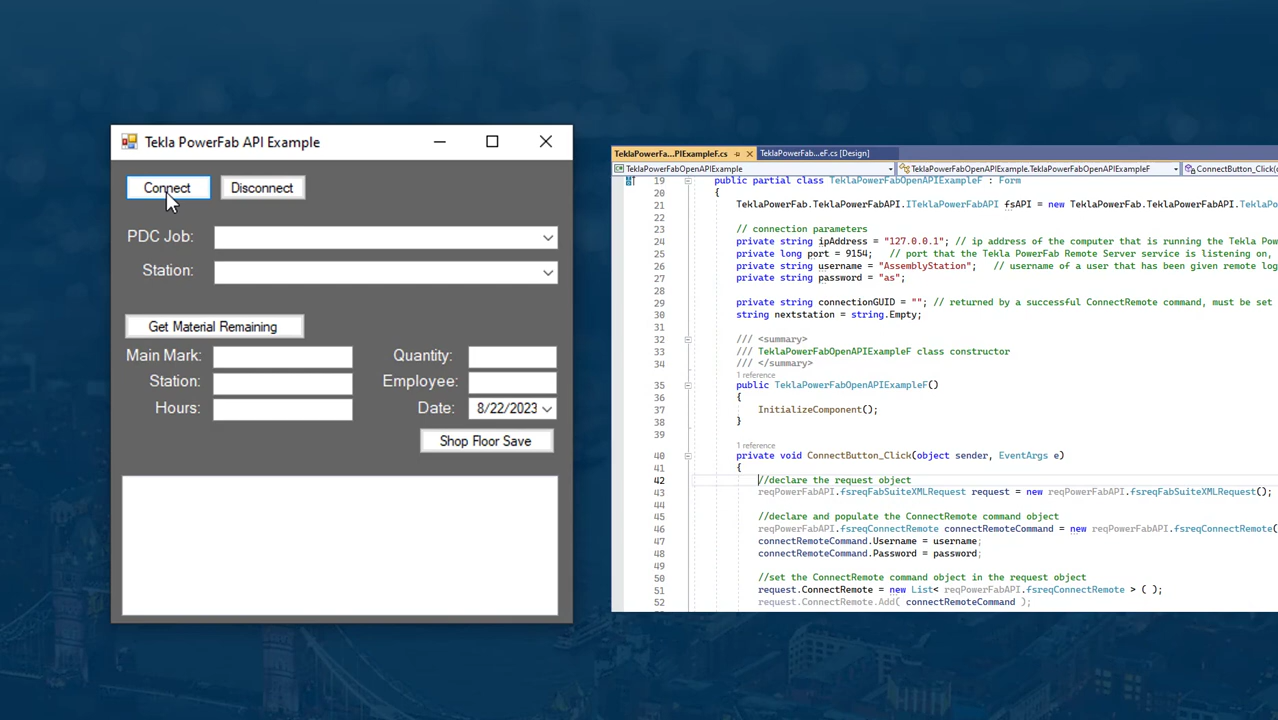 Tekla PowerFab API Example
Connect
Disconnect
PDC Job:
Station:
Get Material Remaining
Main Mark:
Quantity:
Station:
Employee:
Hours:
Date:
8/22/2023
Shop Floor Save
TeklaPowerFa...PIExampleF.cs
TeklaPowerFab...eF.cs [Design]
TeklaPowerFabOpenAPIExample
TeklaPowerFabOpenAPIExample.TeklaPowerFabOpenAPIExampleF
ConnectButton_Click(
19 public partial class TeklaPowerFabOpenAPIExampleF : Form
20 {
21 TeklaPowerFab.TeklaPowerFabAPI.ITeklaPowerFabAPI fsAPI = new TeklaPowerFab.TeklaPowerFabAPI.
22
23 // connection parameters
24 private string ipAddress = "127.0.0.1"; // ip address of the computer that is running the Tekla
25 private long port = 9154; // port that the Tekla PowerFab Remote Server service is listening on,
26 private string username = "AssemblyStation"; // username of a user that has been given remote
27 private string password = "as";
28
29 private string connectionGUID = ""; // returned by a successful ConnectRemote command, must be set
30 string nextstation = string.Empty;
31
32 /// <summary>
33 /// TeklaPowerFabOpenAPIExampleF class constructor
34 /// </summary>
1 reference
35 public TeklaPowerFabOpenAPIExampleF()
36 {
37 InitializeComponent();
38 }
39
1 reference
40 private void ConnectButton_Click(object sender, EventArgs e)
41 {
42 //declare the request object
43 reqPowerFabAPI.fsreqFabSuiteXMLRequest request = new reqPowerFabAPI.fsreqFabSuiteXMLRequest();
44
45 //declare and populate the ConnectRemote command object
46 reqPowerFabAPI.fsreqConnectRemote connectRemoteCommand = new reqPowerFabAPI.fsreqConnectRemote(
47 connectRemoteCommand.Username = username;
48 connectRemoteCommand.Password = password;
49
50 //set the ConnectRemote command object in the request object
51 request.ConnectRemote = new List< reqPowerFabAPI.fsreqConnectRemote > ( );
52 request.ConnectRemote.Add( connectRemoteCommand );